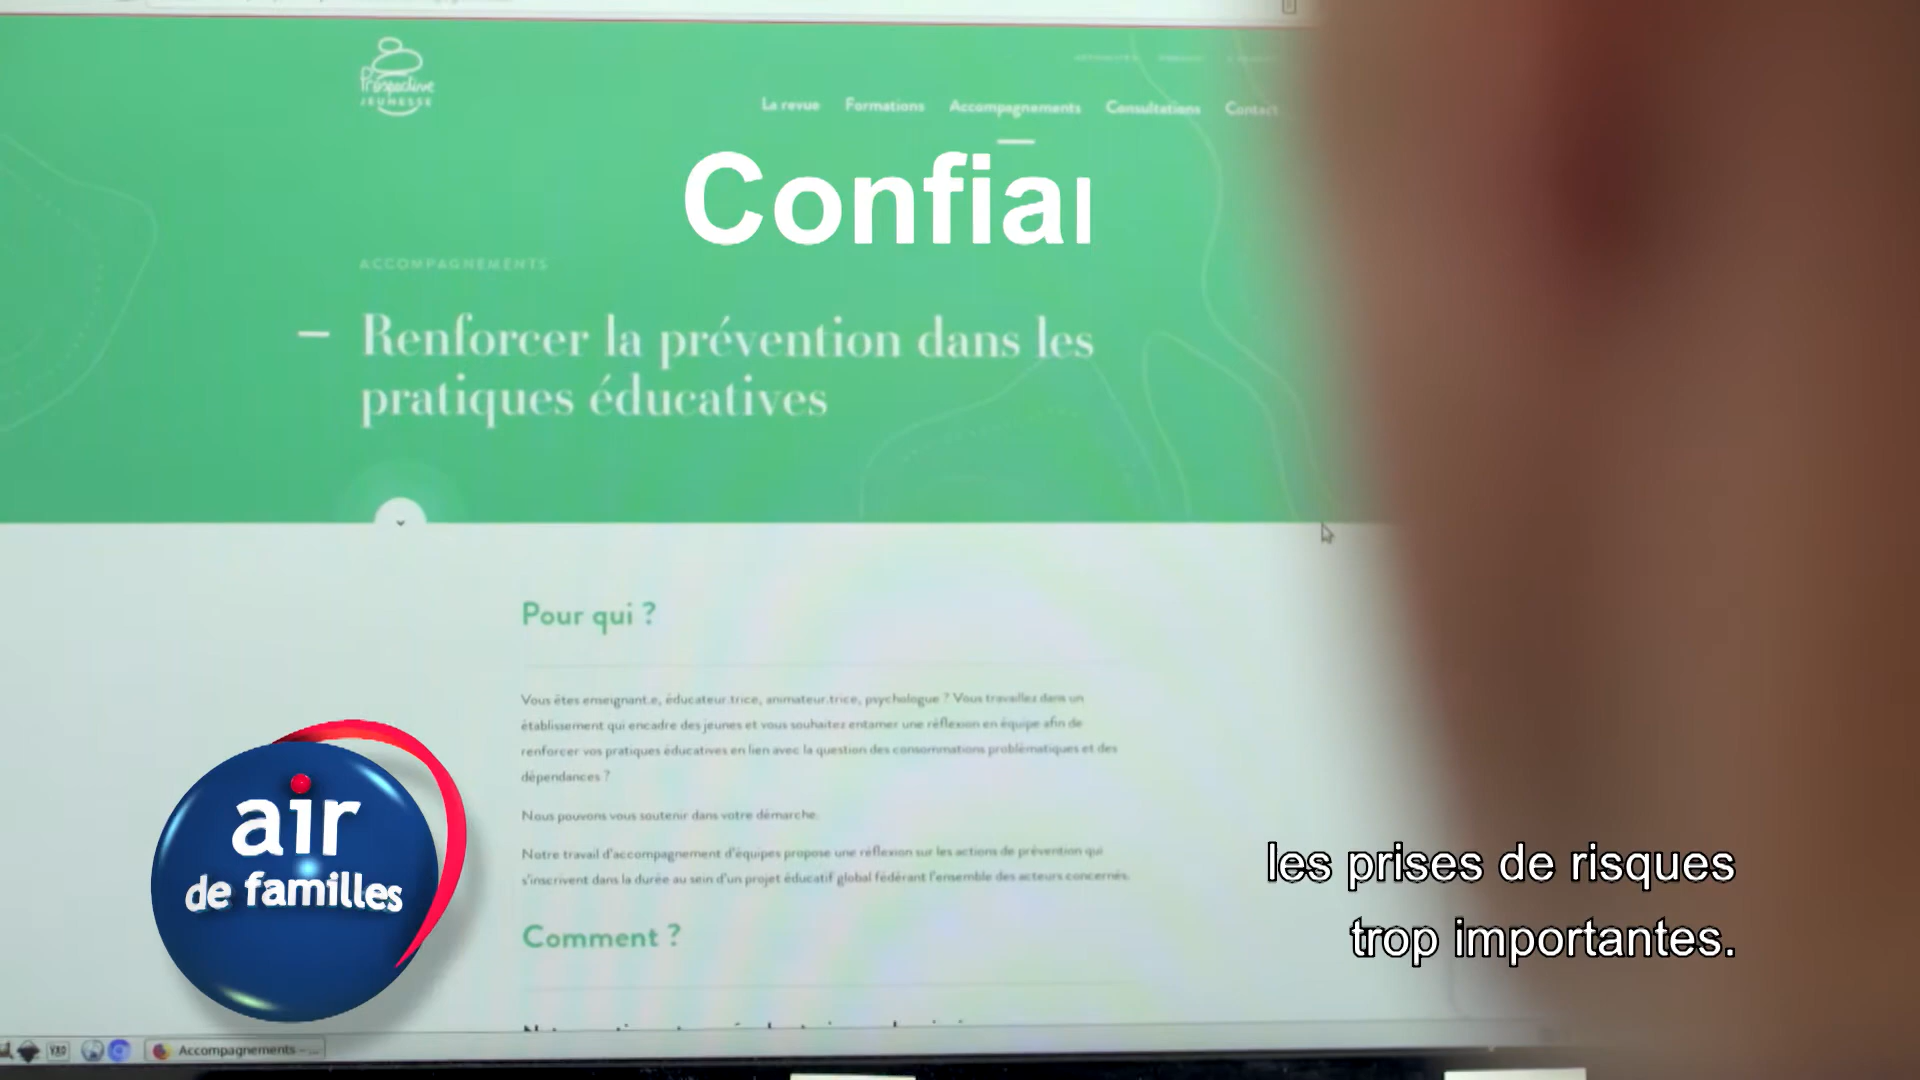 Prospective
JEUNESSE
La revue Formations Accompagnements Consultations Contact
Confiar
ACCOMPAGNEMENTS
Renforcer la prévention dans les
pratiques éducatives
Pour qui ?
Vous êtes enseignant.e, éducateur.trice, animateur.trice, psychologue ? Vous travaillez dans un
établissement qui encadre des jeunes et vous souhaitez entamer une réflexion en équipe afin de
renforcer vos pratiques éducatives en lien avec la question des consommations problématiques et des
dépendances ?
Nous pouvons vous soutenir dans votre démarche.
Notre travail d'accompagnement d'équipes propose une réflexion sur les actions de prévention qui
s'inscrivent dans la durée au sein d'un projet éducatif global fédérant l'ensemble des acteurs concernés.
Comment ?
air
de familles
les prises de risques
trop importantes.
Accompagnements - ...